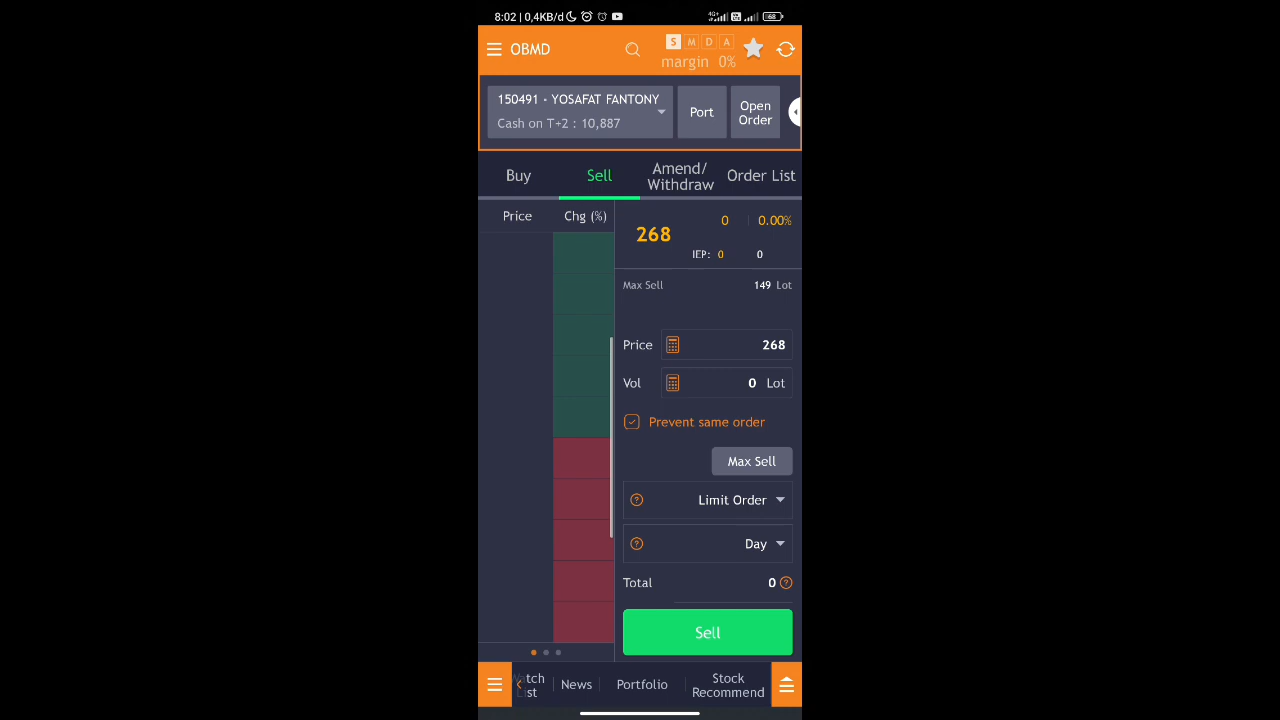 8:02 | 0,4KB/d
4G+
68
OBMD
S M D A
margin 0%
150491 - YOSAFAT FANTONY
Cash on T+2 : 10,887
Port
Open
Order
Buy
Sell
Amend/
Withdraw
Order List
Price
Chg (%)
268
0
0.00%
IEP: 0
0
Max Sell
149 Lot
Price
268
Vol
0 Lot
Prevent same order
Max Sell
? Limit Order
? Day
Total
0 ?
Sell
News
Portfolio
Stock
Recommend